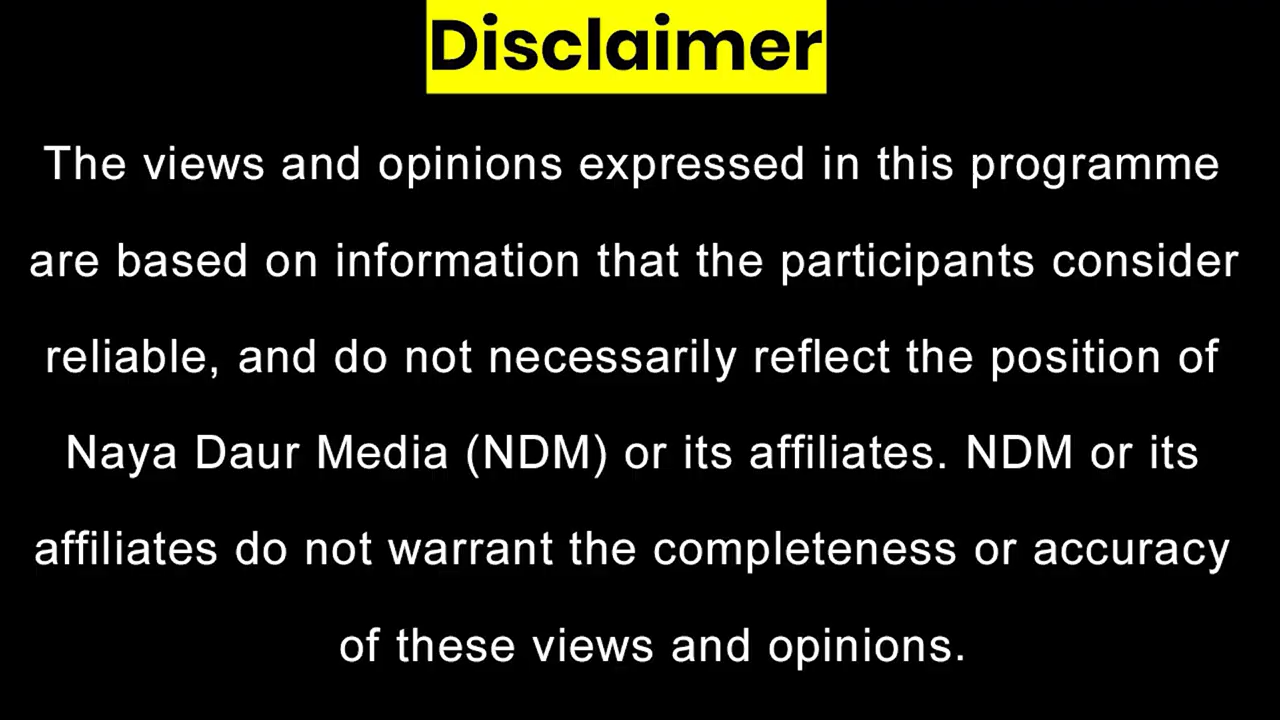 Disclaimer
The views and opinions expressed in this programme
are based on information that the participants consider
reliable, and do not necessarily reflect the position of
Naya Daur Media (NDM) or its affiliates. NDM or its
affiliates do not warrant the completeness or accuracy
of these views and opinions.